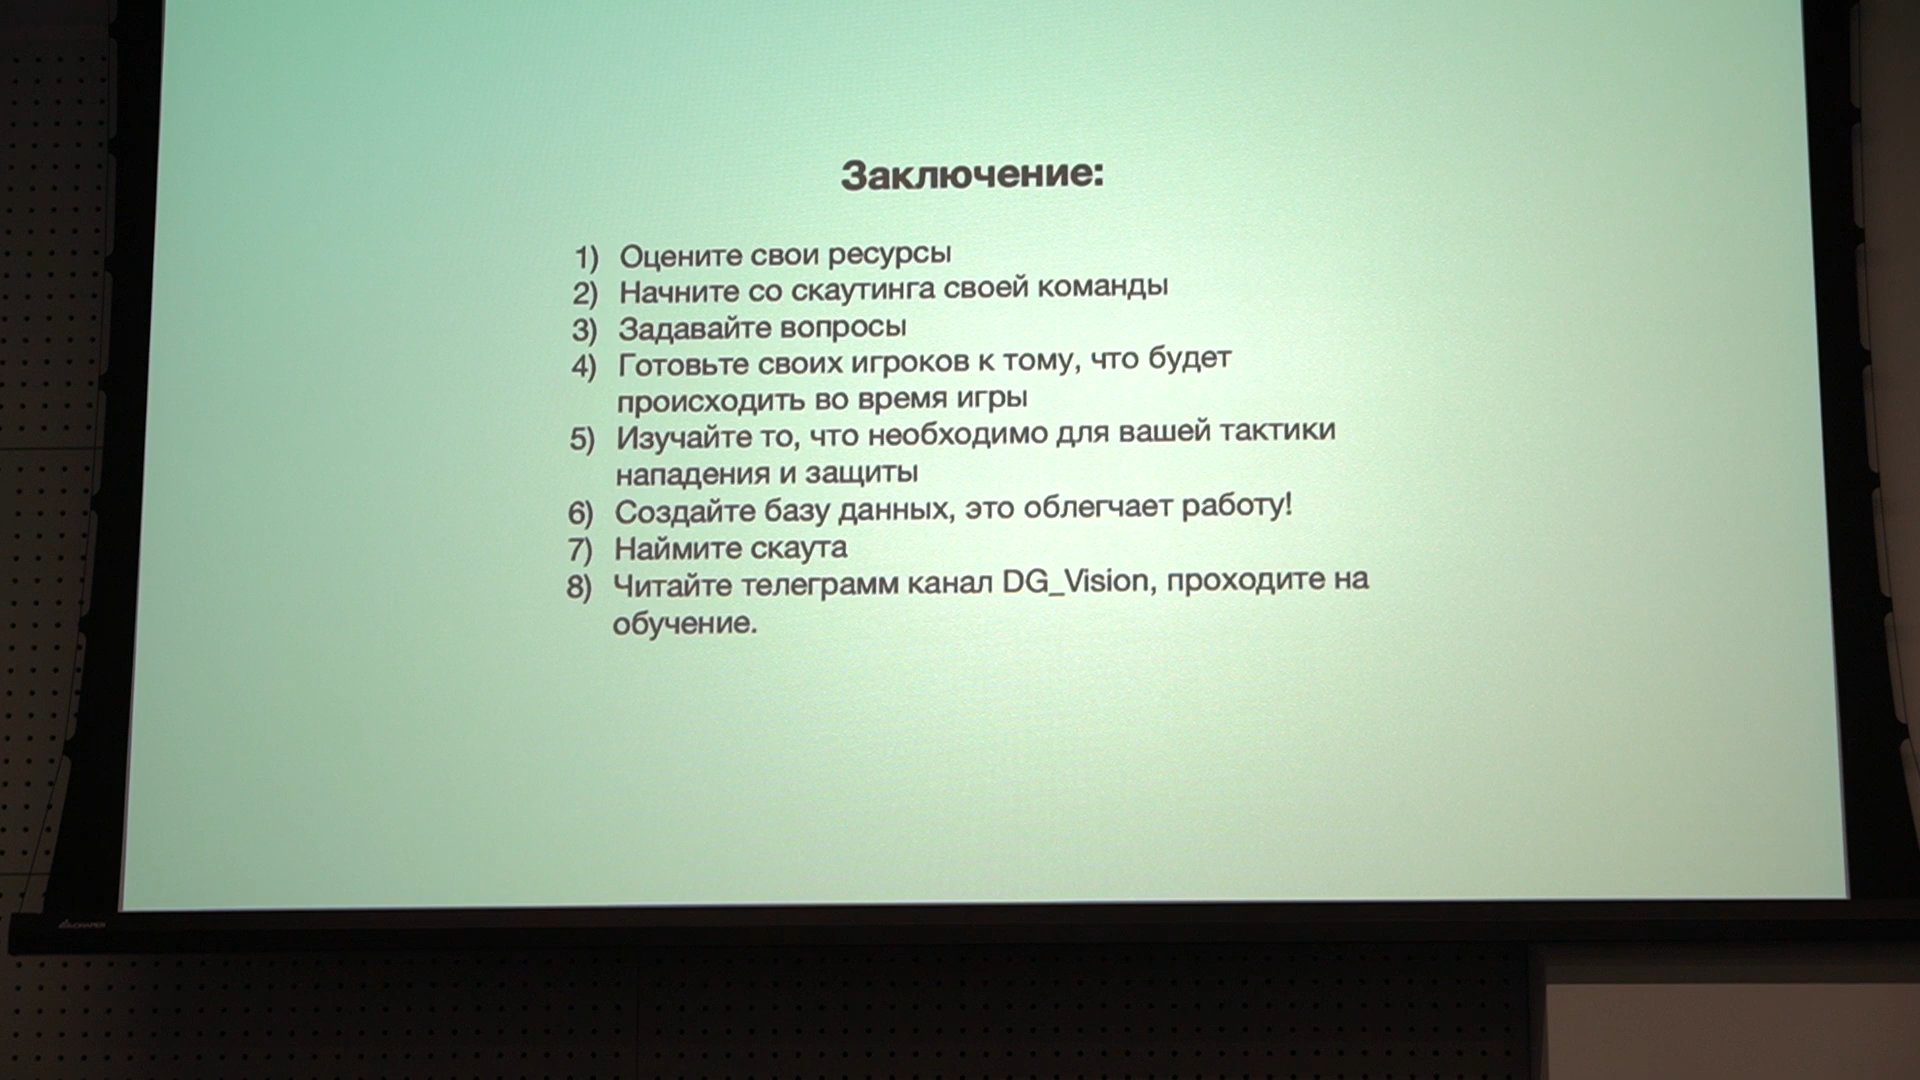 Заключение:
1) Оцените свои ресурсы
2) Начните со скаутинга своей команды
3) Задавайте вопросы
4) Готовьте своих игроков к тому, что будет
происходить во время игры
5) Изучайте то, что необходимо для вашей тактики
нападения и защиты
6) Создайте базу данных, это облегчает работу!
7) Наймите скаута
8) Читайте телеграмм канал DG_Vision, проходите на
обучение.